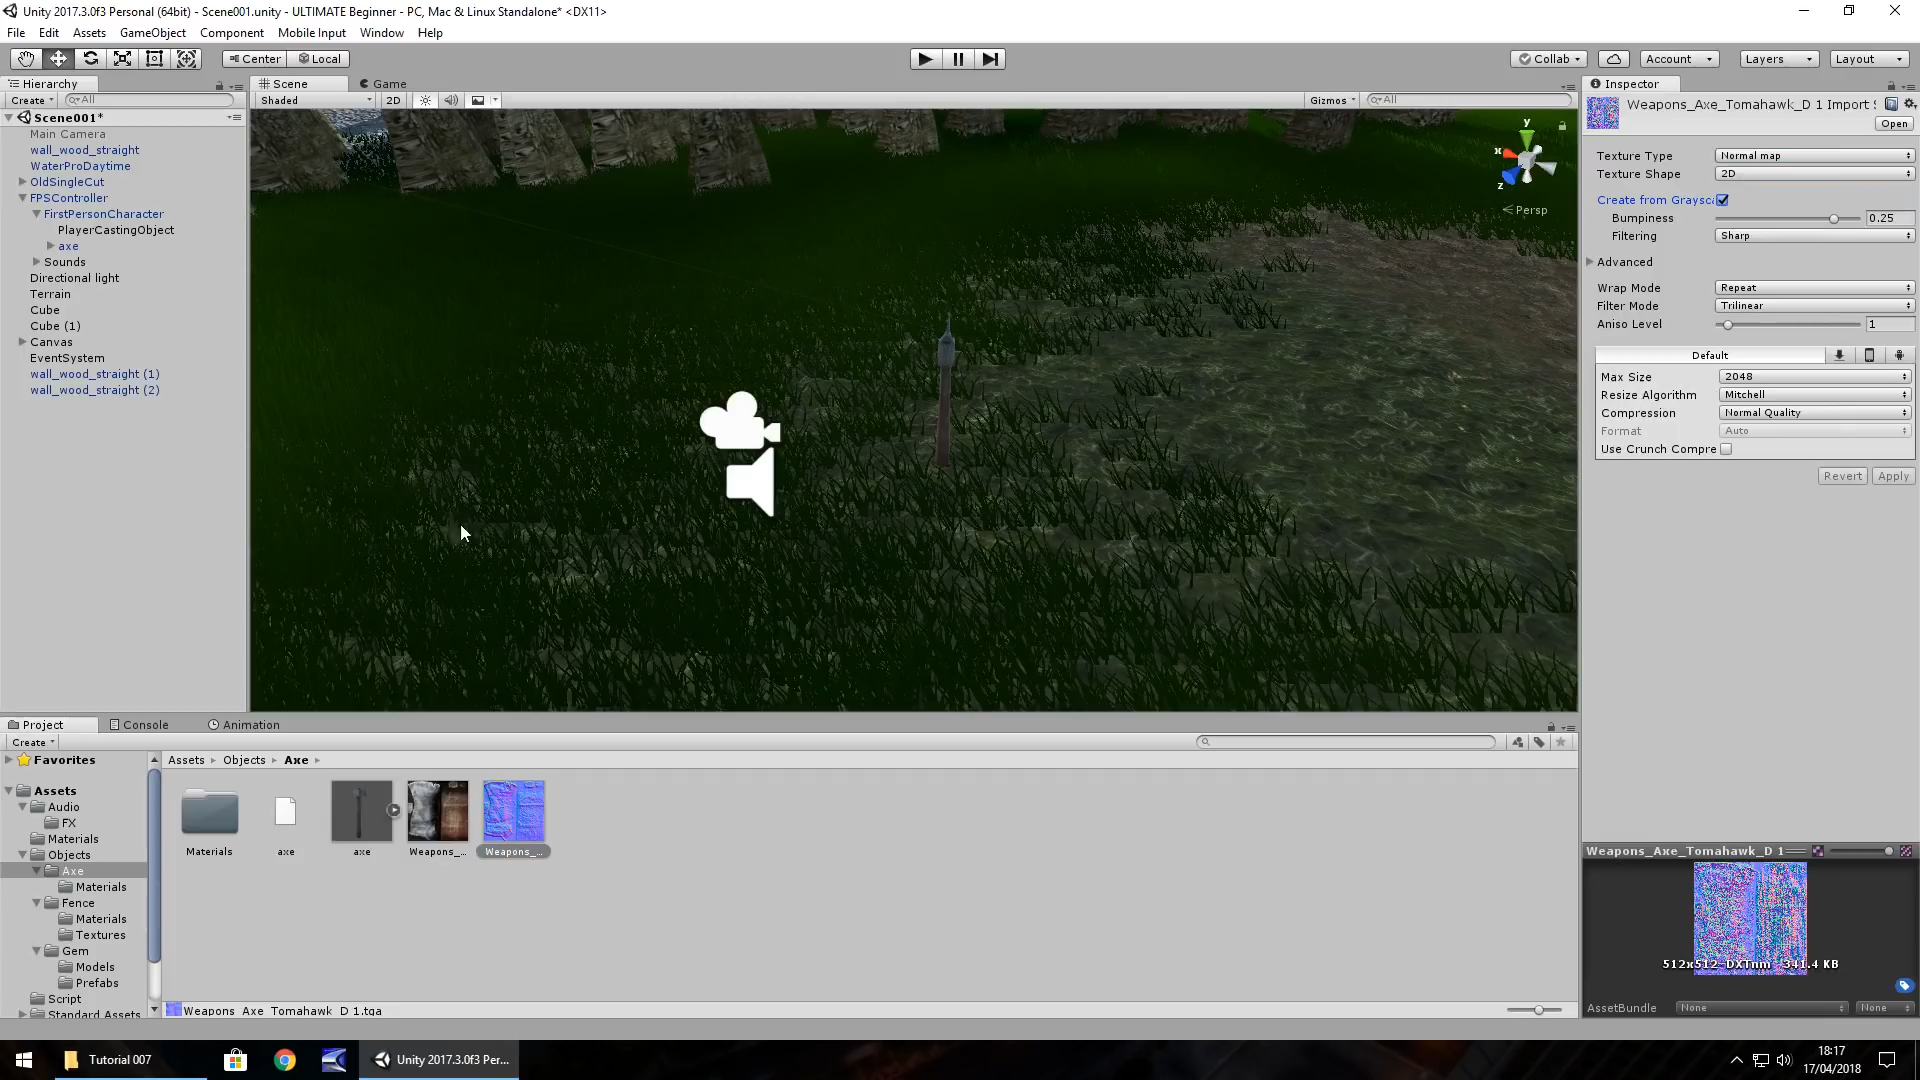 Unity 2017.3.0f3 Personal (64bit) - Scene001.unity - ULTIMATE Beginner - PC, Mac & Linux Standalone* <DX11>
File Edit Assets GameObject Component Mobile Input Window Help
Center Local Collab Account Layers Layout
Hierarchy
Create All
Scene001*
Main Camera
wall_wood_straight
WaterProDaytime
OldSingleCut
FPSController
FirstPersonCharacter
PlayerCastingObject
axe
Sounds
Directional light
Terrain
Cube
Cube (1)
Canvas
EventSystem
wall_wood_straight (1)
wall_wood_straight (2)
Scene Game
Shaded 2D Gizmos All
y
x
z
Persp
Inspector
Weapons_Axe_Tomahawk_D 1 Import S
Open
Texture Type Normal map
Texture Shape 2D
Create from Graysca
Bumpiness 0.25
Filtering Sharp
Advanced
Wrap Mode Repeat
Filter Mode Trilinear
Aniso Level 1
Default
Max Size 2048
Resize Algorithm Mitchell
Compression Normal Quality
Format Auto
Use Crunch Compre
Revert Apply
Project Console Animation
Create
Favorites
Assets
Audio
FX
Materials
Objects
Axe
Materials
Fence
Materials
Textures
Gem
Models
Prefabs
Script
Standard Assets
Assets Objects Axe
Materials axe axe Weapons_... Weapons_...
Weapons_Axe_Tomahawk_D 1.tga
Weapons_Axe_Tomahawk_D 1
512x512 DXTnm 341.4 KB
AssetBundle None None
Tutorial 007
Unity 2017.3.0f3 Per...
18:17
17/04/2018